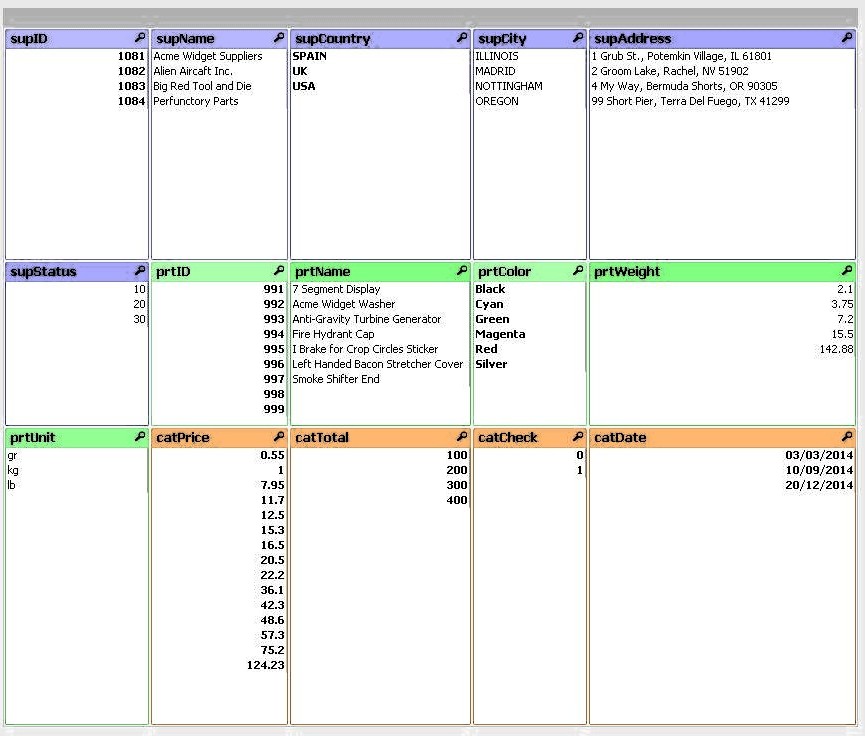 supID supName supCountry supCity supAddress
1081 Acme Widget Suppliers SPAIN ILLINOIS 1 Grub St., Potemkin Village, IL 61801
1082 Alien Aircaft Inc. UK MADRID 2 Groom Lake, Rachel, NV 51902
1083 Big Red Tool and Die USA NOTTINGHAM 4 My Way, Bermuda Shorts, OR 90305
1084 Perfunctory Parts OREGON 99 Short Pier, Terra Del Fuego, TX 41299
supStatus prtID prtName prtColor prtWeight
10 991 7 Segment Display Black 2.1
20 992 Acme Widget Washer Cyan 3.75
30 993 Anti-Gravity Turbine Generator Green 7.2
994 Fire Hydrant Cap Magenta 15.5
995 I Brake for Crop Circles Sticker Red 142.88
996 Left Handed Bacon Stretcher Cover Silver
997 Smoke Shifter End
998
999
prtUnit catPrice catTotal catCheck catDate
gr 0.55 100 0 03/03/2014
kg 1 200 1 10/09/2014
lb 7.95 300 20/12/2014
11.7 400
12.5
15.3
16.5
20.5
22.2
36.1
42.3
48.6
57.3
75.2
124.23